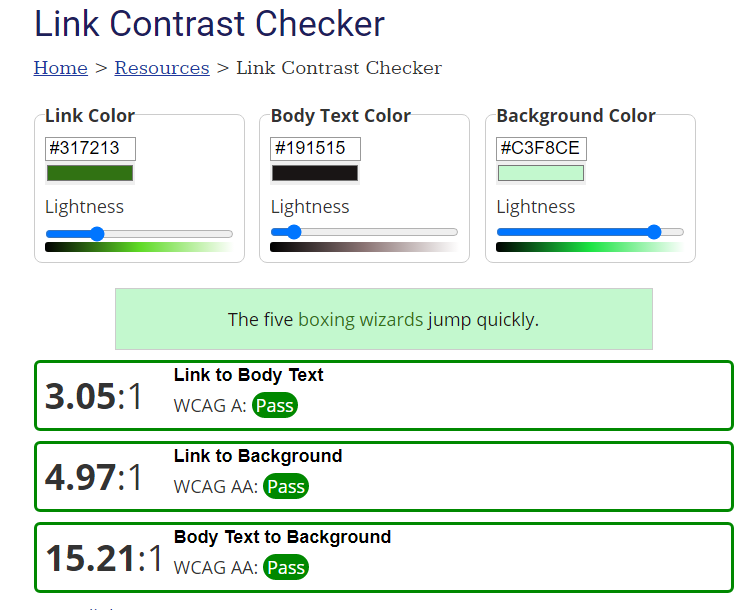 Link Contrast Checker
Home > Resources > Link Contrast Checker
Link Color Body Text Color Background Color
#317213 #191515 #C3F8CE
Lightness Lightness Lightness
The five boxing wizards jump quickly.
Link to Body Text
3.05:1
WCAG A: Pass
Link to Background
4.97:1
WCAG AA: Pass
Body Text to Background
15.21:1
WCAG AA: Pass